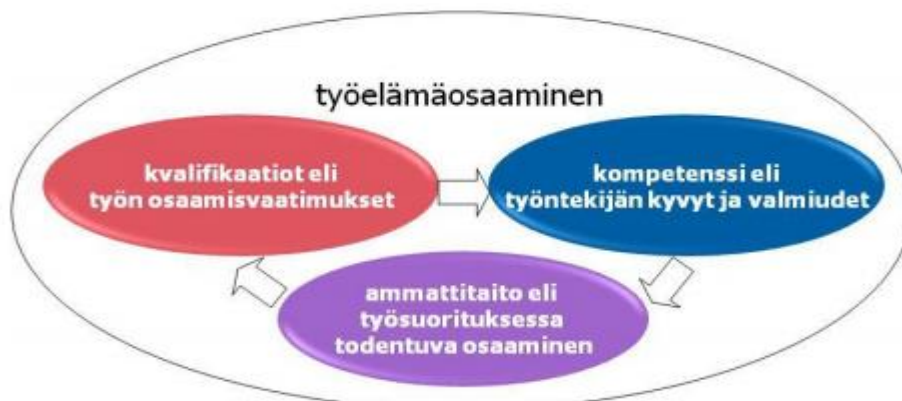 työelämäosaaminen
kvalifikaatiot eli
työn osaamisvaatimukset
kompetenssi eli
työntekijän kyvyt ja valmiudet
ammattitaito eli
työsuorituksessa
todentuva osaaminen